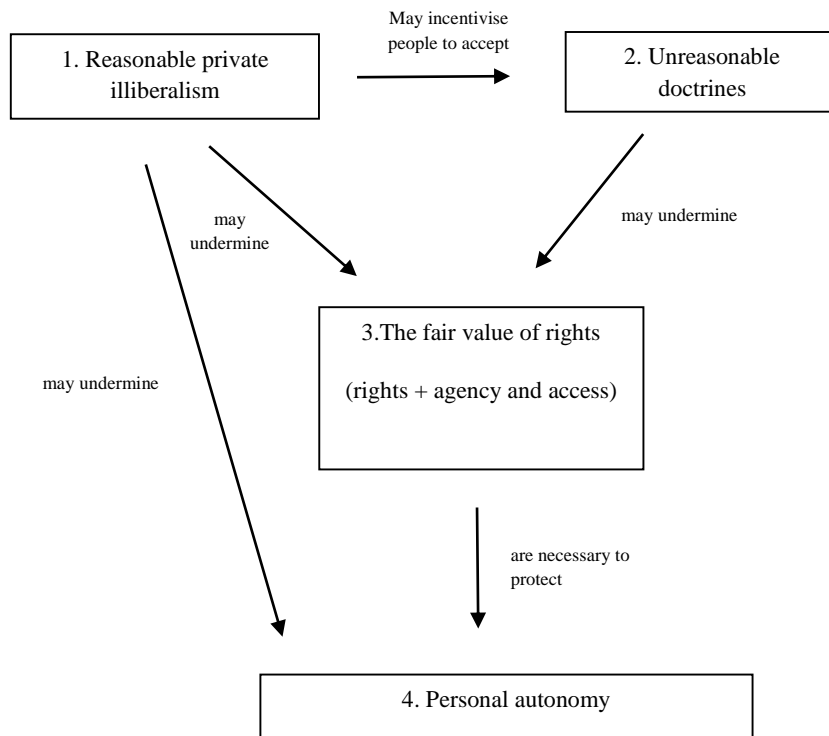 May incentivise
people to accept
1. Reasonable private
illiberalism
2. Unreasonable
doctrines
may
undermine
may undermine
3.The fair value of rights
(rights + agency and access)
may undermine
are necessary to
protect
4. Personal autonomy